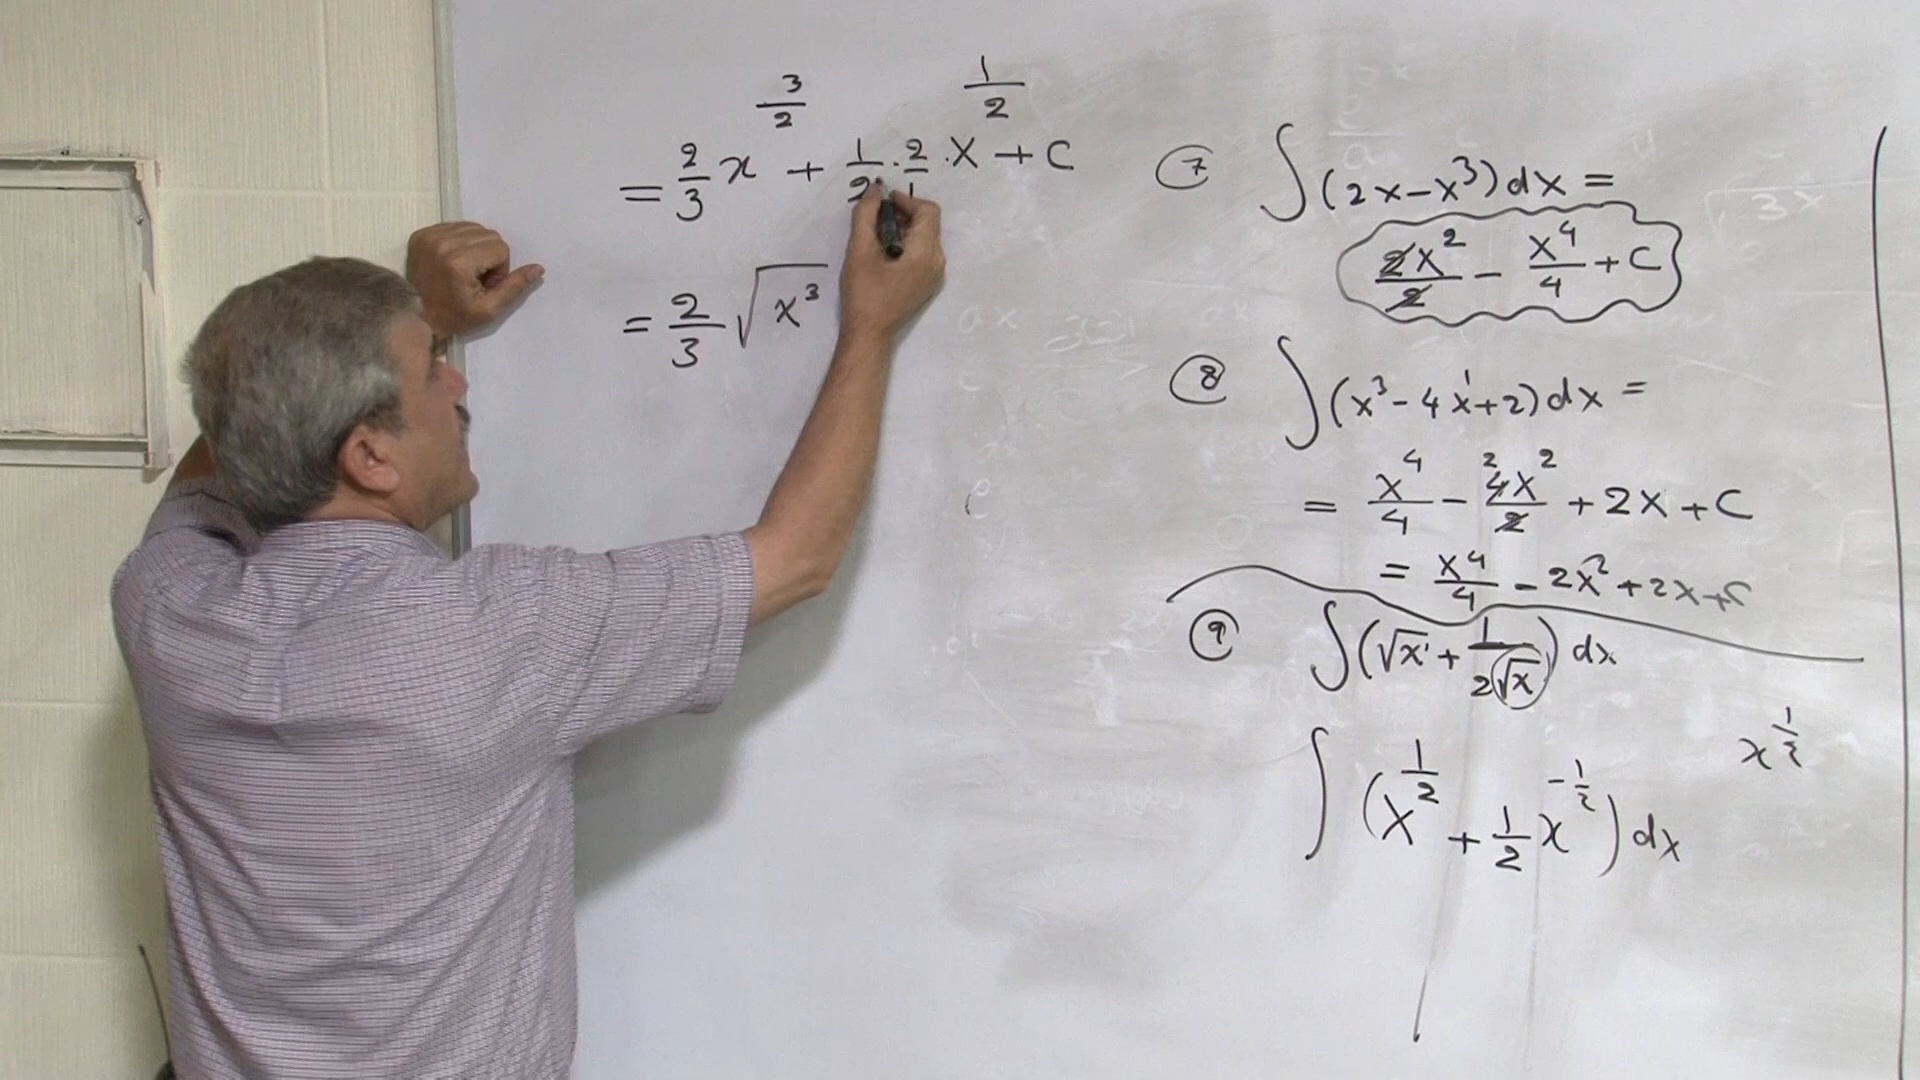 = 2/3 x^(3/2) + 1/2 · 2/1 · x^(1/2) + C
= 2/3 √x³
⑦ ∫(2x-x³)dx =
2x²/2 - x⁴/4 + C
⑧ ∫(x³ - 4x¹ + 2)dx =
= x⁴/4 - 2 4x²/2 + 2x + C
= x⁴/4 - 2x² + 2x + C
⑨ ∫(√x + 1/(2√x)) dx
x^(1/2)
∫(x^(1/2) + 1/2 x^(-1/2)) dx